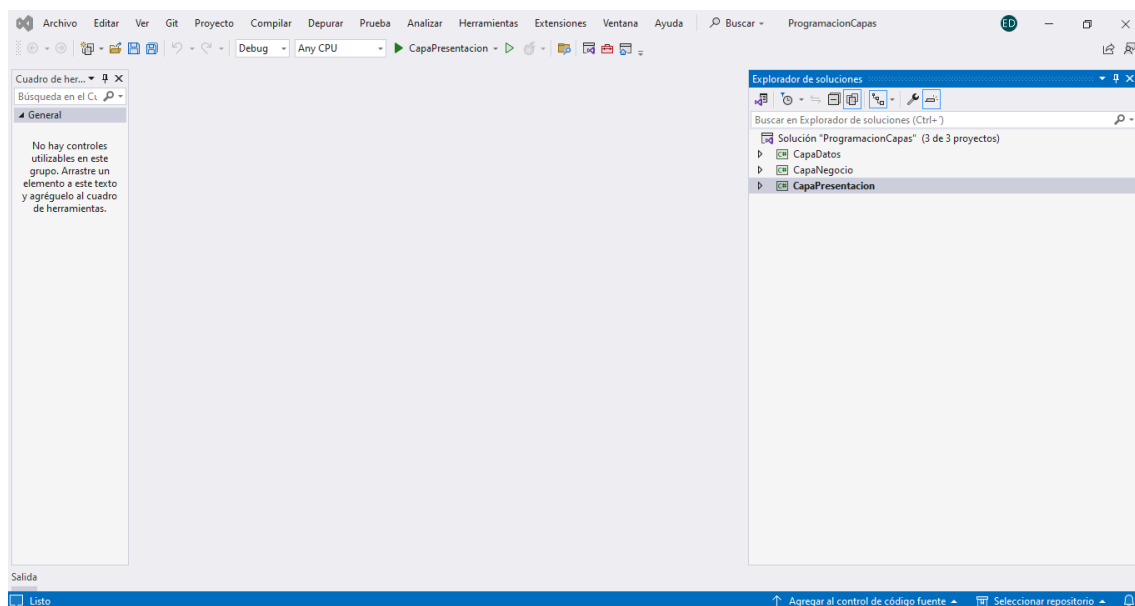 Archivo Editar Ver Git Proyecto Compilar Depurar Prueba Analizar Herramientas Extensiones Ventana Ayuda Buscar ProgramacionCapas ED
Debug Any CPU CapaPresentacion
Cuadro de her...
Búsqueda en el Cu
General
No hay controles
utilizables en este
grupo. Arrastre un
elemento a este texto
y agréguelo al cuadro
de herramientas.
Explorador de soluciones
Buscar en Explorador de soluciones (Ctrl+´)
Solución "ProgramacionCapas" (3 de 3 proyectos)
C# CapaDatos
C# CapaNegocio
C# CapaPresentacion
Salida
Listo Agregar al control de código fuente Seleccionar repositorio